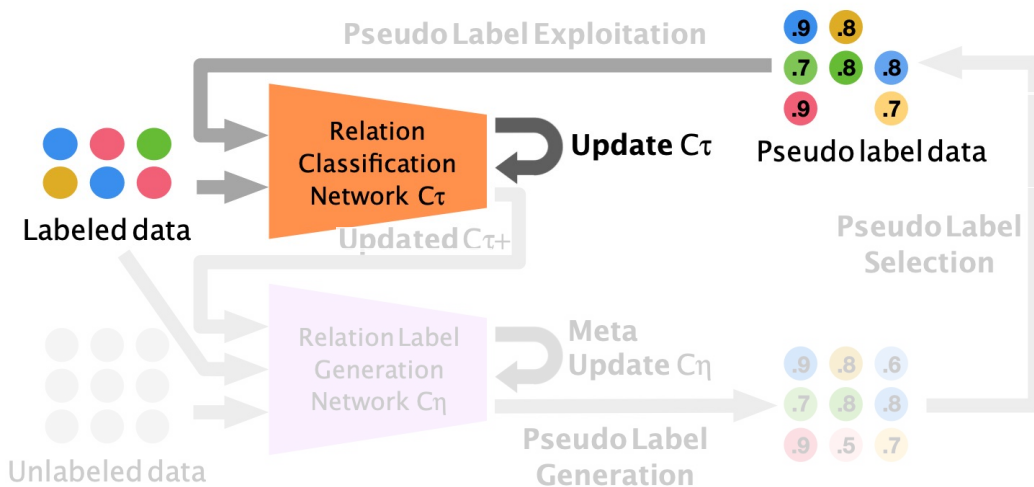 Pseudo Label Exploitation
.9 .8
.7 .8 .8
.9 .7
Pseudo label data
Relation
Classification
Network Cτ
Update Cτ
Labeled data
Updated Cτ+
Pseudo Label
Selection
Relation Label
Generation
Network Cη
Meta
Update Cη
.9 .8 .6
.7 .8 .8
.9 .5 .7
Pseudo Label
Generation
Unlabeled data